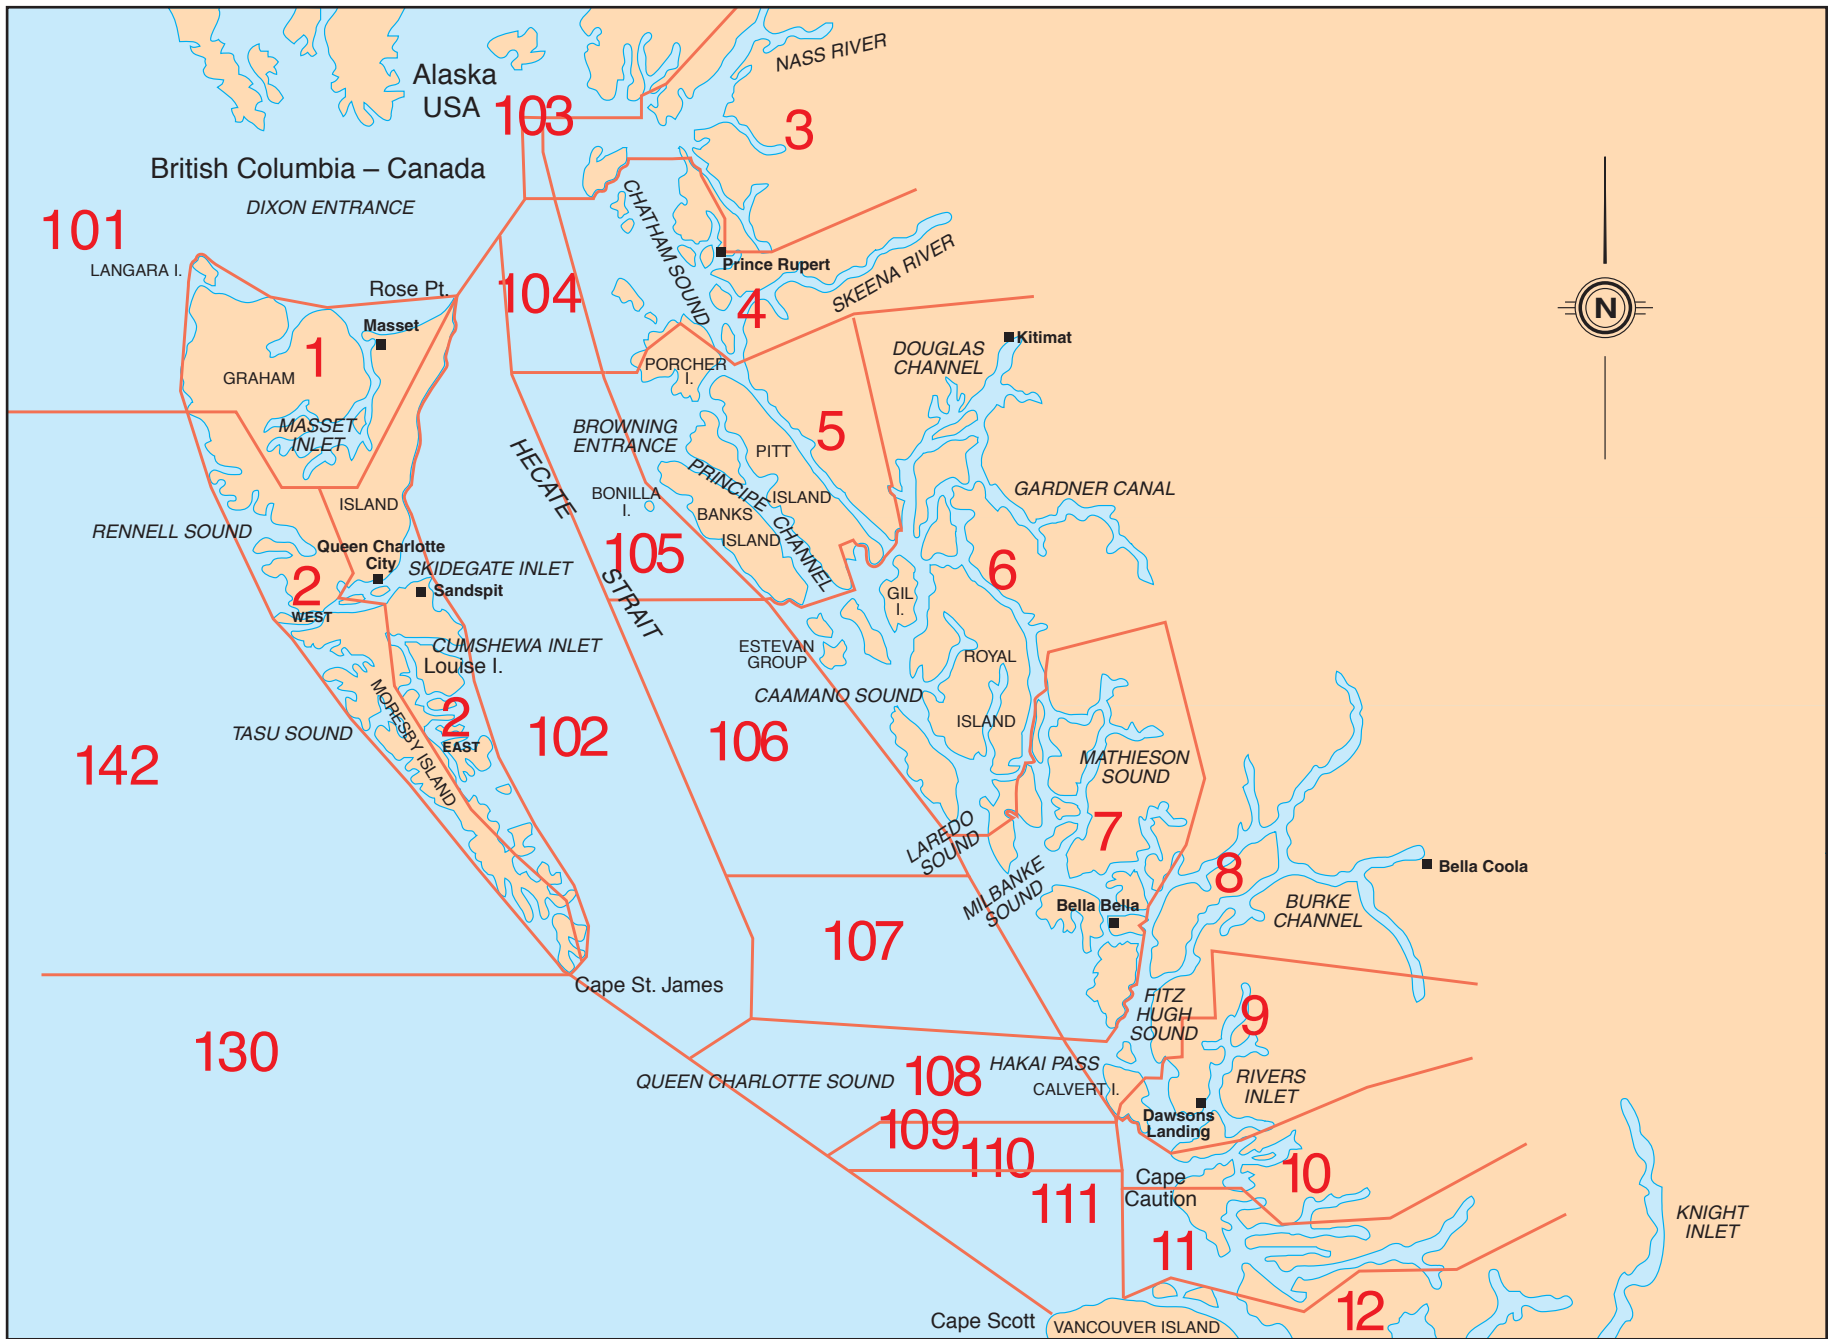 NASS RIVER
Alaska
USA
103
3
British Columbia – Canada
DIXON ENTRANCE
101
LANGARA I.
CHATHAM SOUND
N
Prince Rupert
SKEENA RIVER
104
4
Rose Pt.
Masset
1
GRAHAM
PORCHER
I.
DOUGLAS
CHANNEL
Kitimat
MASSET
INLET
BROWNING
ENTRANCE
5
PITT
ISLAND
HECATE
STRAIT
PRINCIPE CHANNEL
BONILLA
I.
BANKS
ISLAND
GARDNER CANAL
ISLAND
RENNELL SOUND
Queen Charlotte
City
SKIDEGATE INLET
Sandspit
105
6
2
WEST
GIL
I.
CUMSHEWA INLET
Louise I.
ESTEVAN
GROUP
ROYAL
ISLAND
CAAMANO SOUND
MORESBY ISLAND
2
EAST
TASU SOUND
142
102
106
MATHIESON
SOUND
7
LAREDO
SOUND
MILBANKE
SOUND
8
Bella Coola
Bella Bella
BURKE
CHANNEL
107
Cape St. James
FITZ
HUGH
SOUND
9
130
QUEEN CHARLOTTE SOUND
108
HAKAI PASS
CALVERT I.
RIVERS
INLET
Dawsons
Landing
109
110
10
Cape
Caution
111
11
KNIGHT
INLET
12
Cape Scott
VANCOUVER ISLAND